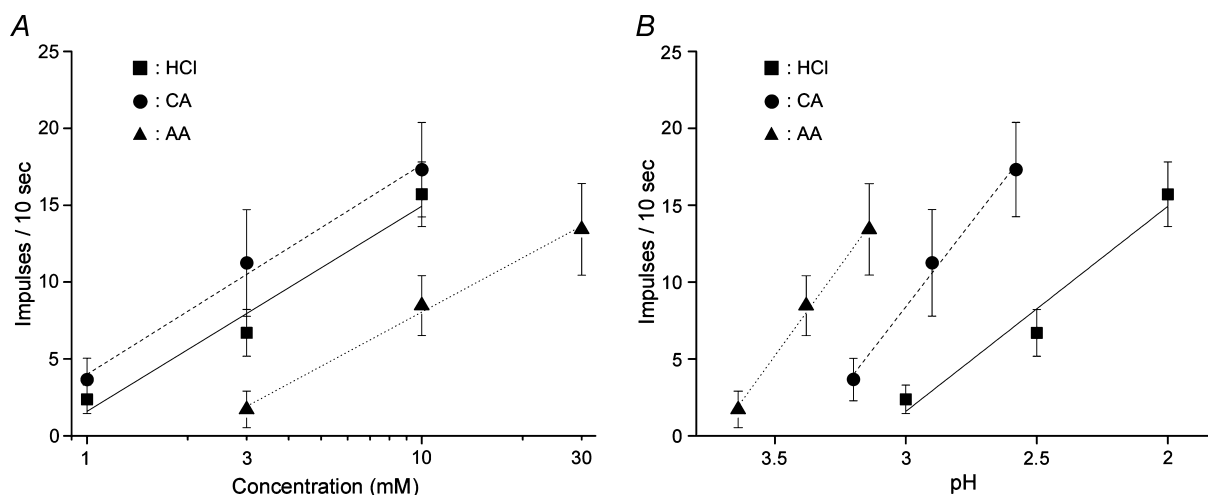 A
25
20
15
10
5
0
Impulses / 10 sec
■ : HCl
● : CA
▲ : AA
1 3 10 30
Concentration (mM)
B
25
20
15
10
5
0
Impulses / 10 sec
■ : HCl
● : CA
▲ : AA
3.5 3 2.5 2
pH